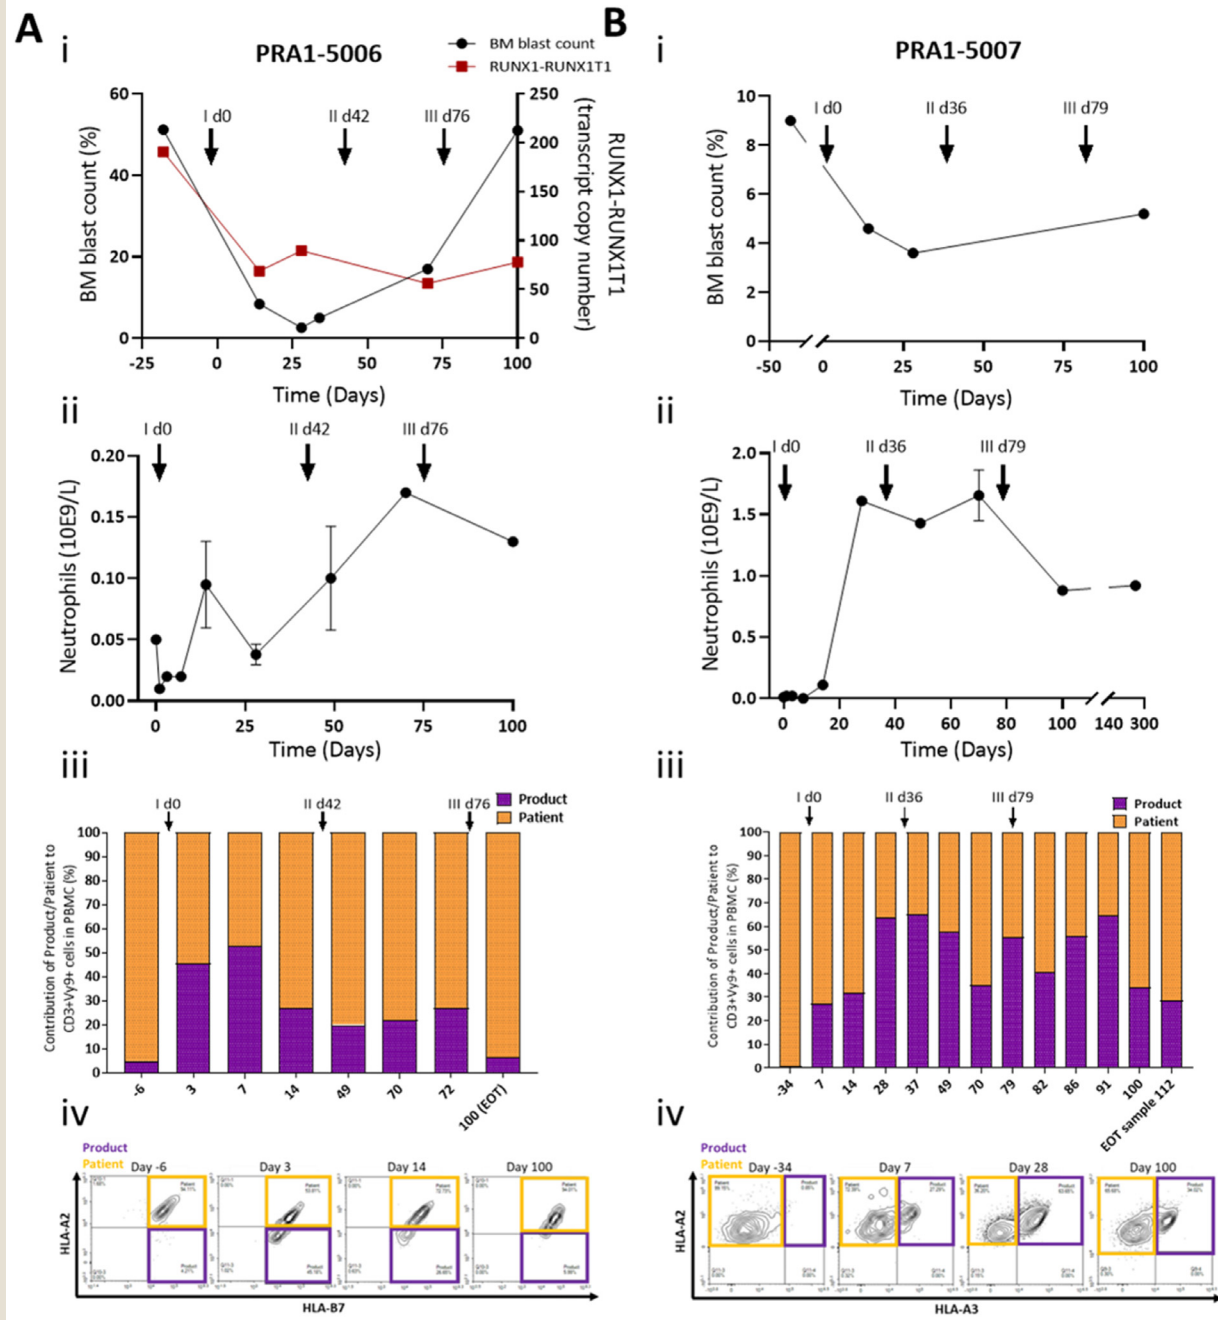 A
i
PRA1-5006
BM blast count
RUNX1-RUNX1T1
I d0
II d42
III d76
60
40
20
0
BM blast count (%)
250
200
150
100
50
0
RUNX1-RUNX1T1
(transcript copy number)
-25
0
25
50
75
100
Time (Days)
ii
I d0
II d42
III d76
0.20
0.15
0.10
0.05
0.00
Neutrophils (10E9/L)
0
25
50
75
100
Time (Days)
iii
I d0
II d42
III d76
Product
Patient
100
90
80
70
60
50
40
30
20
10
0
Contribution of Product/Patient to
CD3+Vγ9+ cells in PBMC (%)
-6
3
7
14
49
70
72
100 (EOT)
iv
Product
Patient
Day -6
Day 3
Day 14
Day 100
HLA-A2
HLA-B7
B
i
PRA1-5007
I d0
II d36
III d79
10
8
6
4
2
0
BM blast count (%)
-50
0
25
50
75
100
Time (Days)
ii
I d0
II d36
III d79
2.0
1.5
1.0
0.5
0.0
Neutrophils (10E9/L)
0
20
40
60
80
100
140
300
Time (Days)
iii
I d0
II d36
III d79
Product
Patient
100
90
80
70
60
50
40
30
20
10
0
Contribution of Product/Patient to
CD3+Vγ9+ cells in PBMC (%)
-34
7
14
28
37
49
70
79
82
86
91
100
EOT sample 112
iv
Product
Patient
Day -34
Day 7
Day 28
Day 100
HLA-A2
HLA-A3